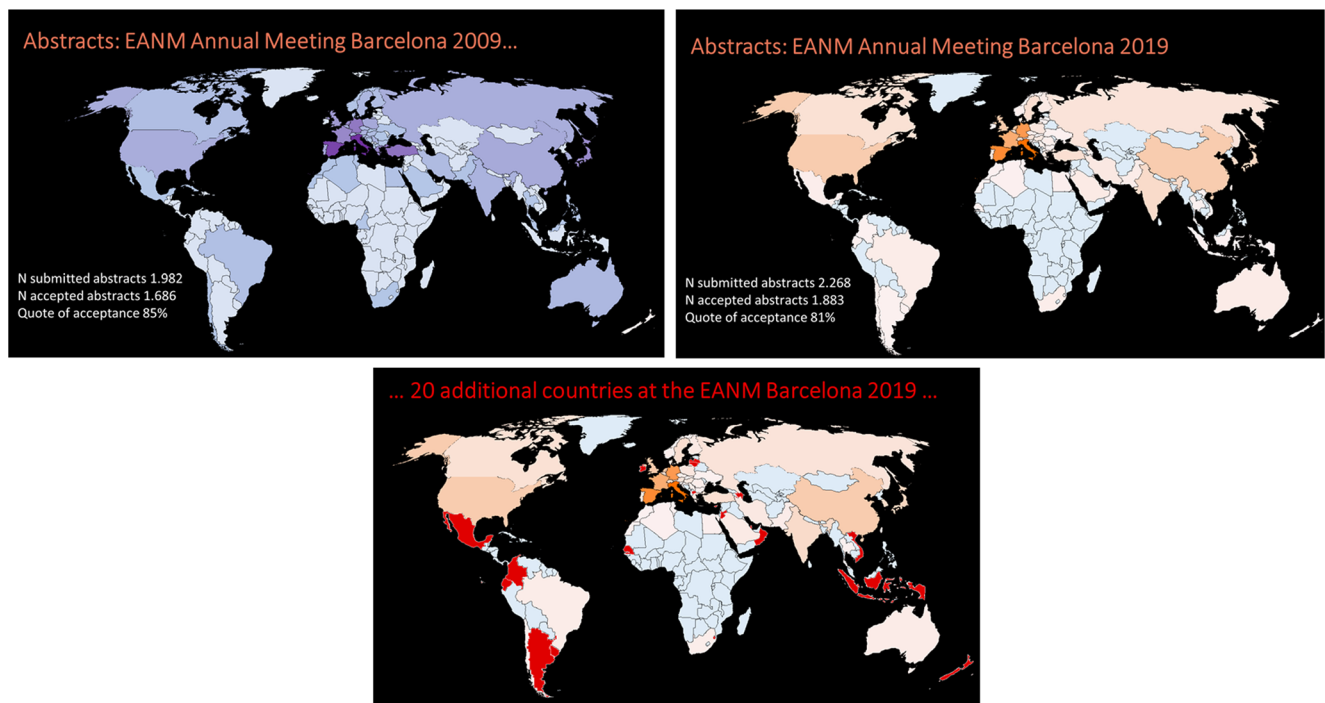 Abstracts: EANM Annual Meeting Barcelona 2009...
N submitted abstracts 1.982
N accepted abstracts 1.686
Quote of acceptance 85%
Abstracts: EANM Annual Meeting Barcelona 2019
N submitted abstracts 2.268
N accepted abstracts 1.883
Quote of acceptance 81%
... 20 additional countries at the EANM Barcelona 2019 ...